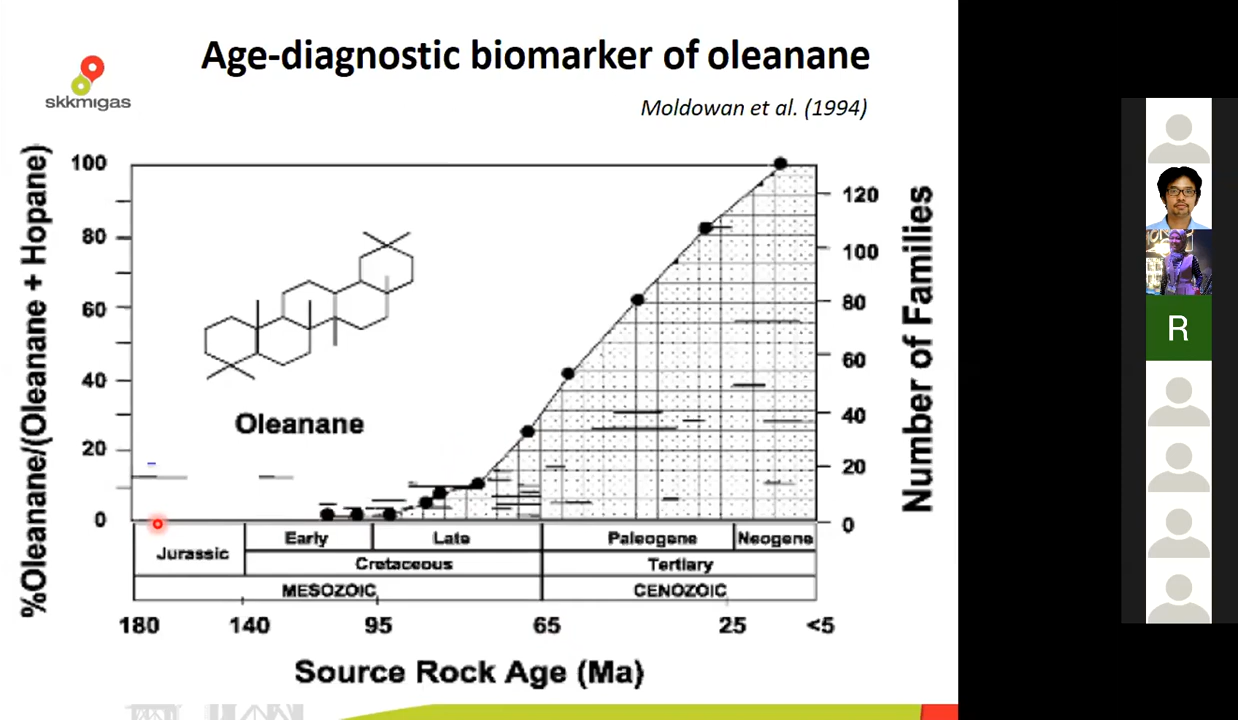 Age-diagnostic biomarker of oleanane
skkmigas
Moldowan et al. (1994)
%Oleanane/(Oleanane + Hopane)
100
80
60
40
20
0
Oleanane
120
100
80
60
40
20
0
Number of Families
Jurassic
Early
Late
Paleogene
Neogene
Cretaceous
Tertiary
MESOZOIC
CENOZOIC
180 140 95 65 25 <5
Source Rock Age (Ma)
R